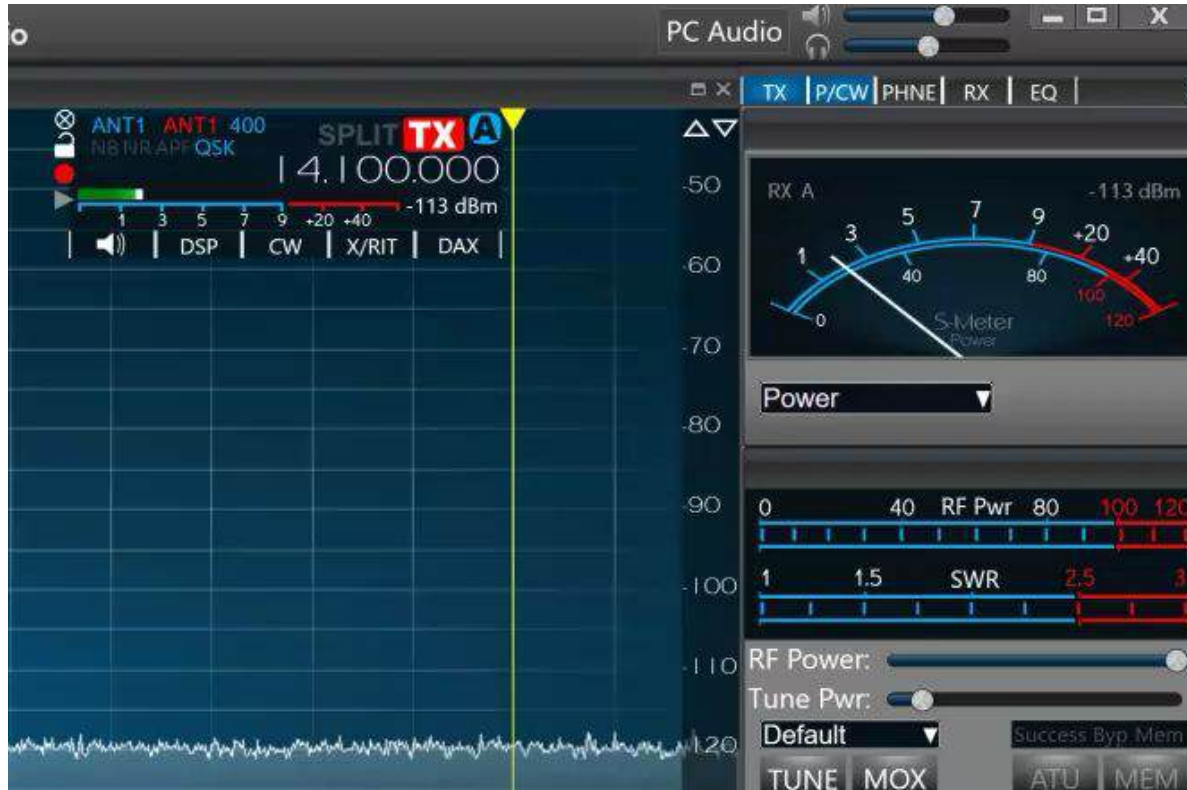 io
PC Audio
X
TX P/CW PHNE RX EQ
ANT1 ANT1 400
SPLIT TX A
NB NR APF QSK
14.100.000
-113 dBm
1 3 5 7 9 +20 +40
DSP CW X/RIT DAX
-50
-60
-70
-80
-90
-100
-110
-120
RX A
-113 dBm
1 3 5 7 9 +20 +40
0 40 80 100 120
S-Meter
Power
Power
0 40 RF Pwr 80 100 120
1 1.5 SWR 2.5 3
RF Power:
Tune Pwr:
Default
Success Byp Mem
TUNE MOX ATU MEM